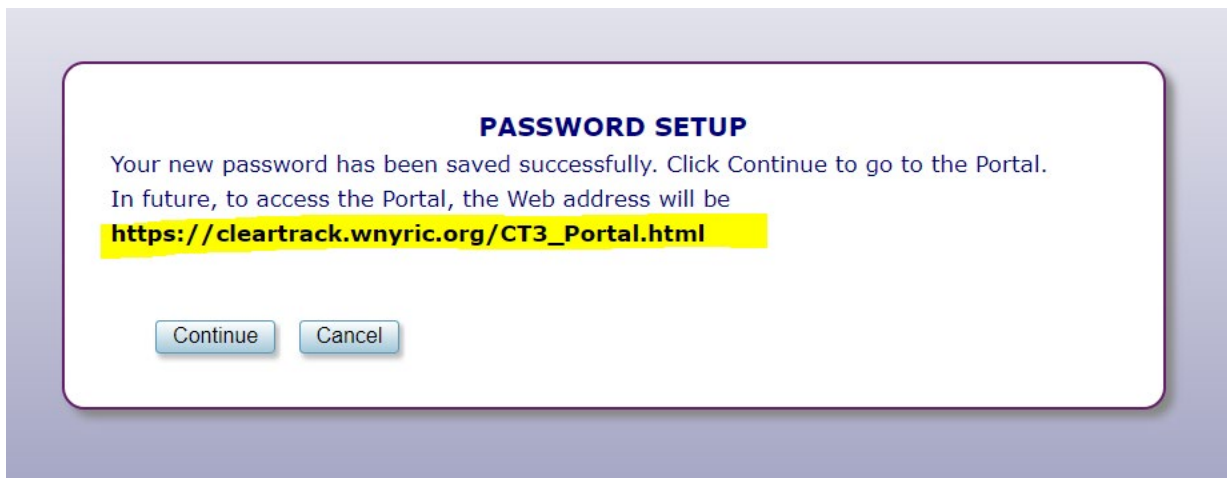 PASSWORD SETUP
Your new password has been saved successfully. Click Continue to go to the Portal.
In future, to access the Portal, the Web address will be
https://cleartrack.wnyric.org/CT3_Portal.html
Continue Cancel